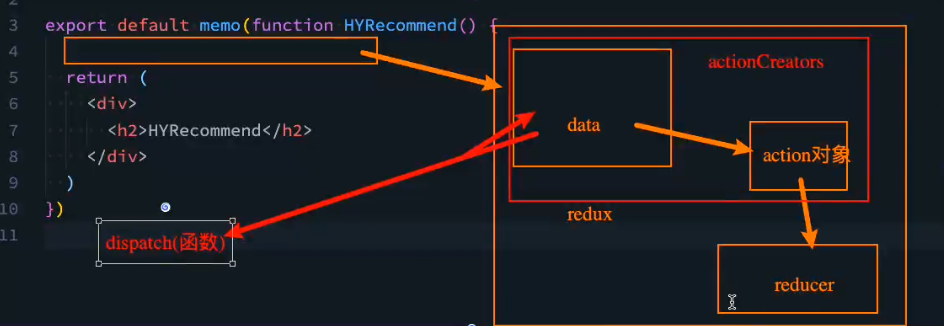 2
3 export default memo(function HYRecommend() {
4
5 return (
6 <div>
7 <h2>HYRecommend</h2>
8 </div>
9 )
10 })
11
dispatch(函数)
actionCreators
data
action对象
redux
reducer